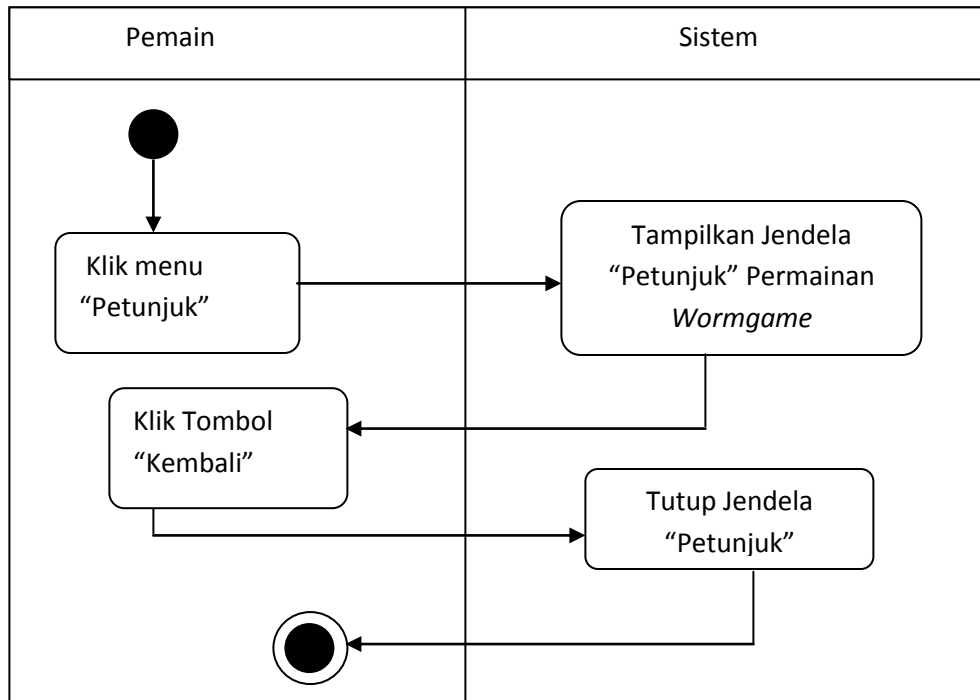 Pemain
Sistem
Klik menu
“Petunjuk”
Tampilkan Jendela
“Petunjuk” Permainan
Wormgame
Klik Tombol
“Kembali”
Tutup Jendela
“Petunjuk”